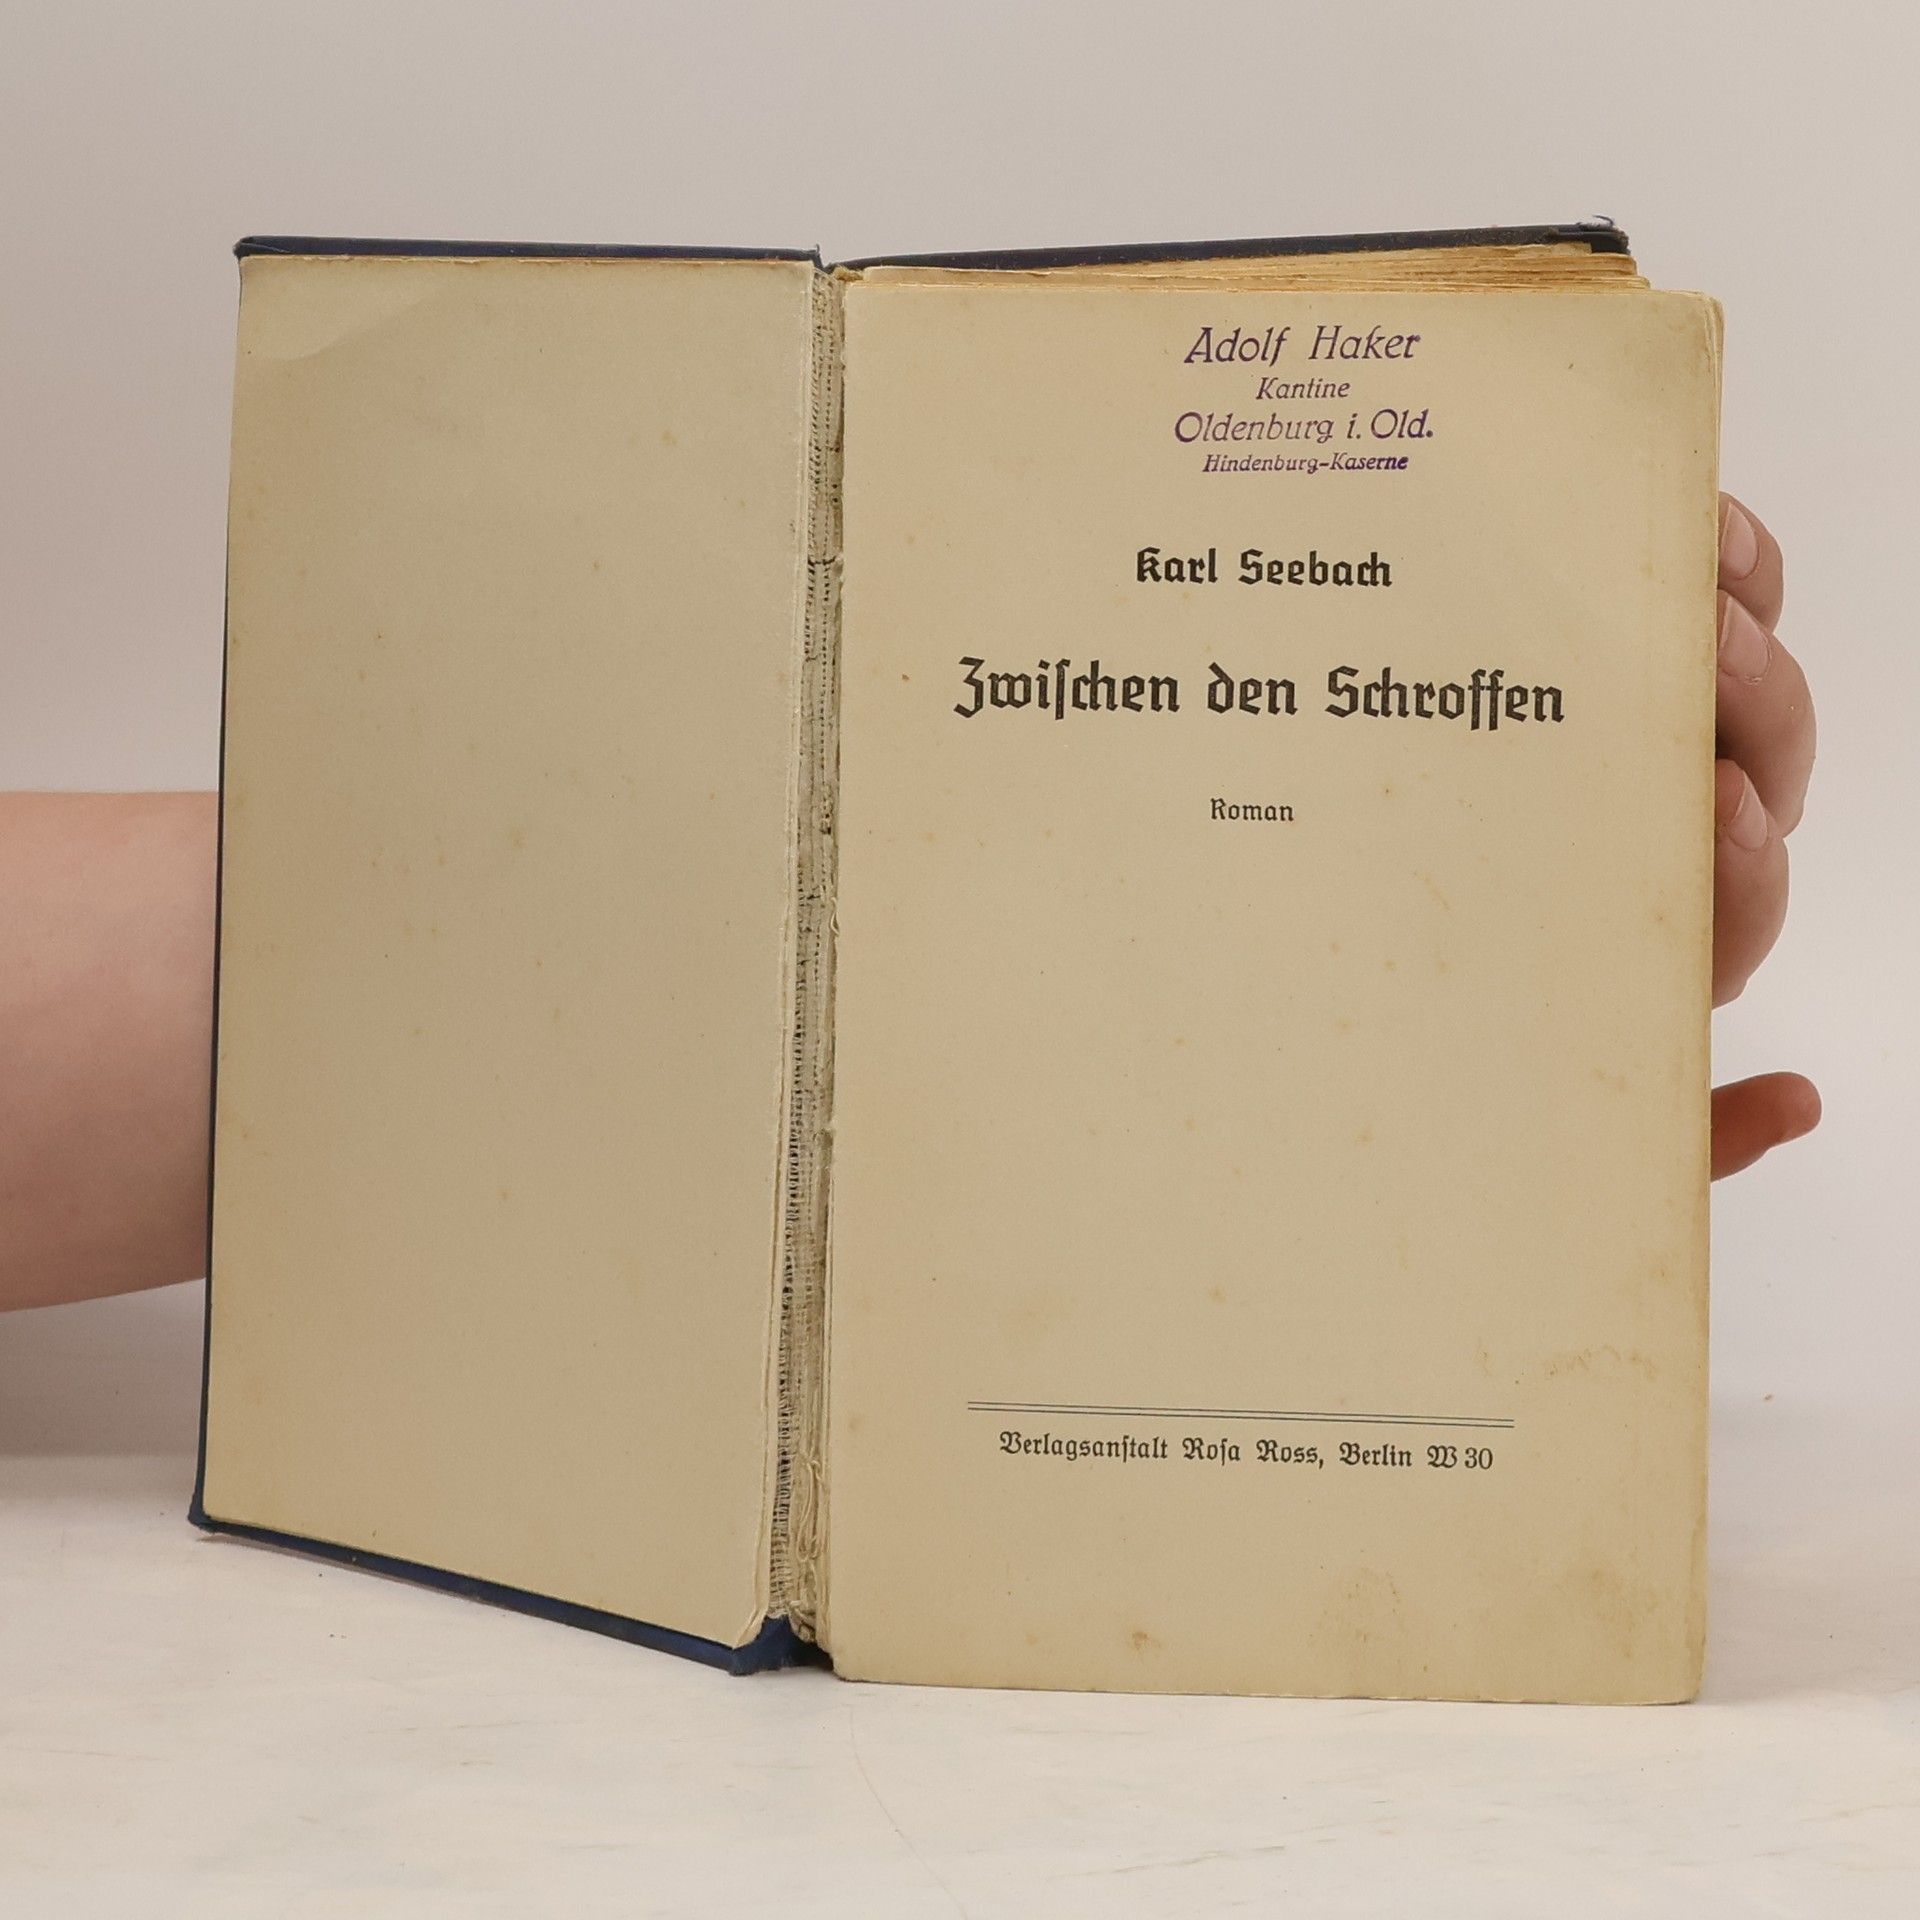 Adolf Haker
Kantine
Oldenburg i. Old.
Hindenburg-Kaserne
Karl Seebach
Zwiſchen den Schroffen
Roman
Verlagsanſtalt Roſa Ross, Berlin W 30